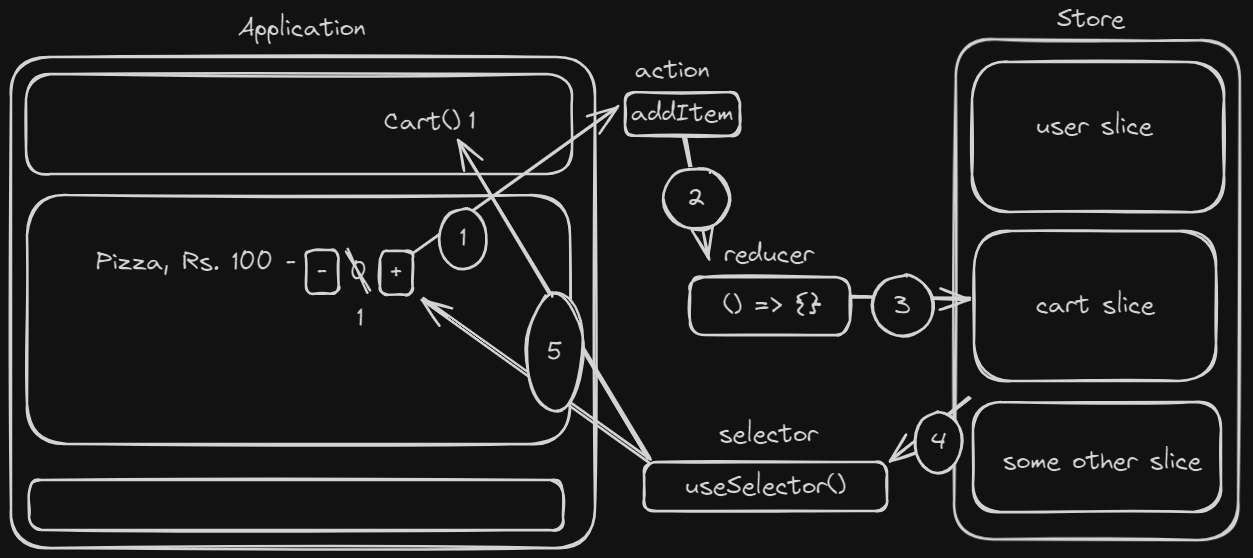 Application
Cart() 1
Pizza, Rs. 100 - - 0 +
1
1
action
addItem
2
reducer
() => {}
3
Store
user slice
cart slice
some other slice
4
selector
useSelector()
5